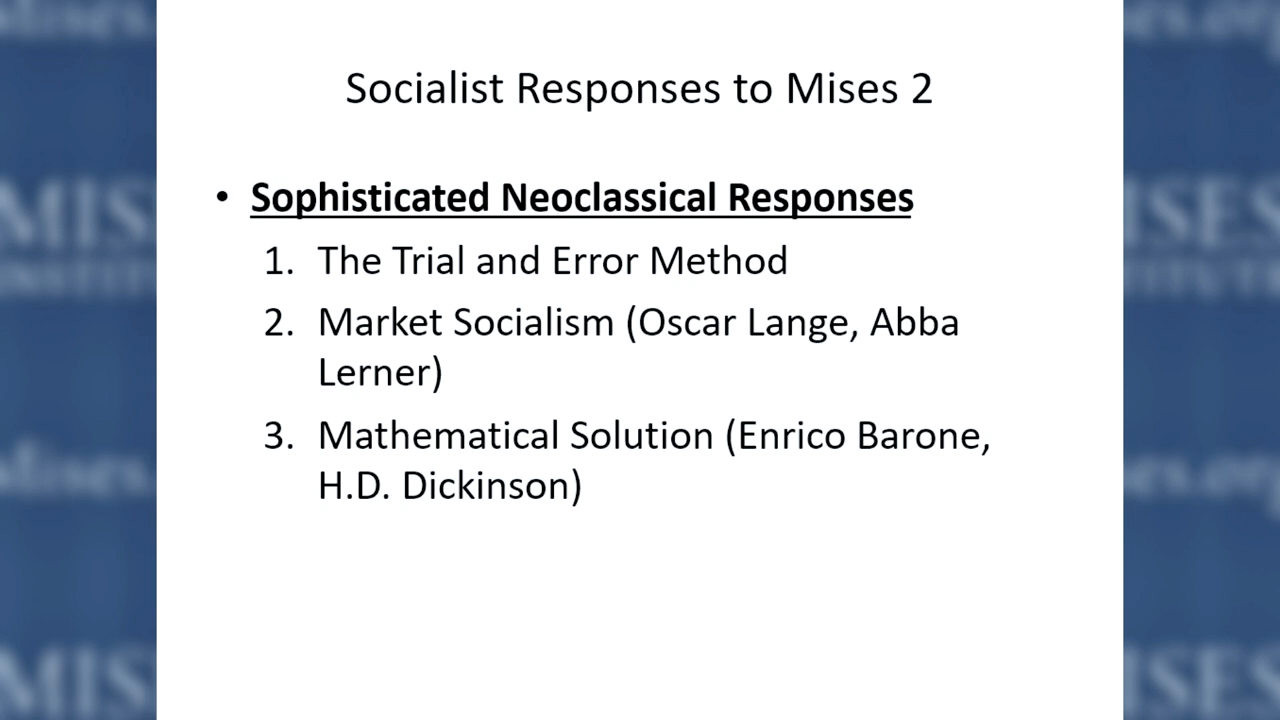 Socialist Responses to Mises 2
• Sophisticated Neoclassical Responses
1. The Trial and Error Method
2. Market Socialism (Oscar Lange, Abba
Lerner)
3. Mathematical Solution (Enrico Barone,
H.D. Dickinson)